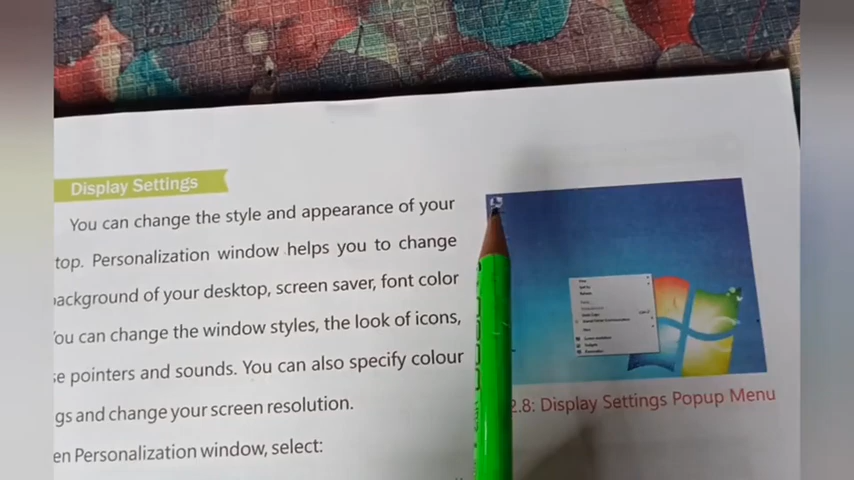 Display Settings
You can change the style and appearance of your
top. Personalization window helps you to change
background of your desktop, screen saver, font color
You can change the window styles, the look of icons,
se pointers and sounds. You can also specify colour
gs and change your screen resolution.
en Personalization window, select:
2.8: Display Settings Popup Menu